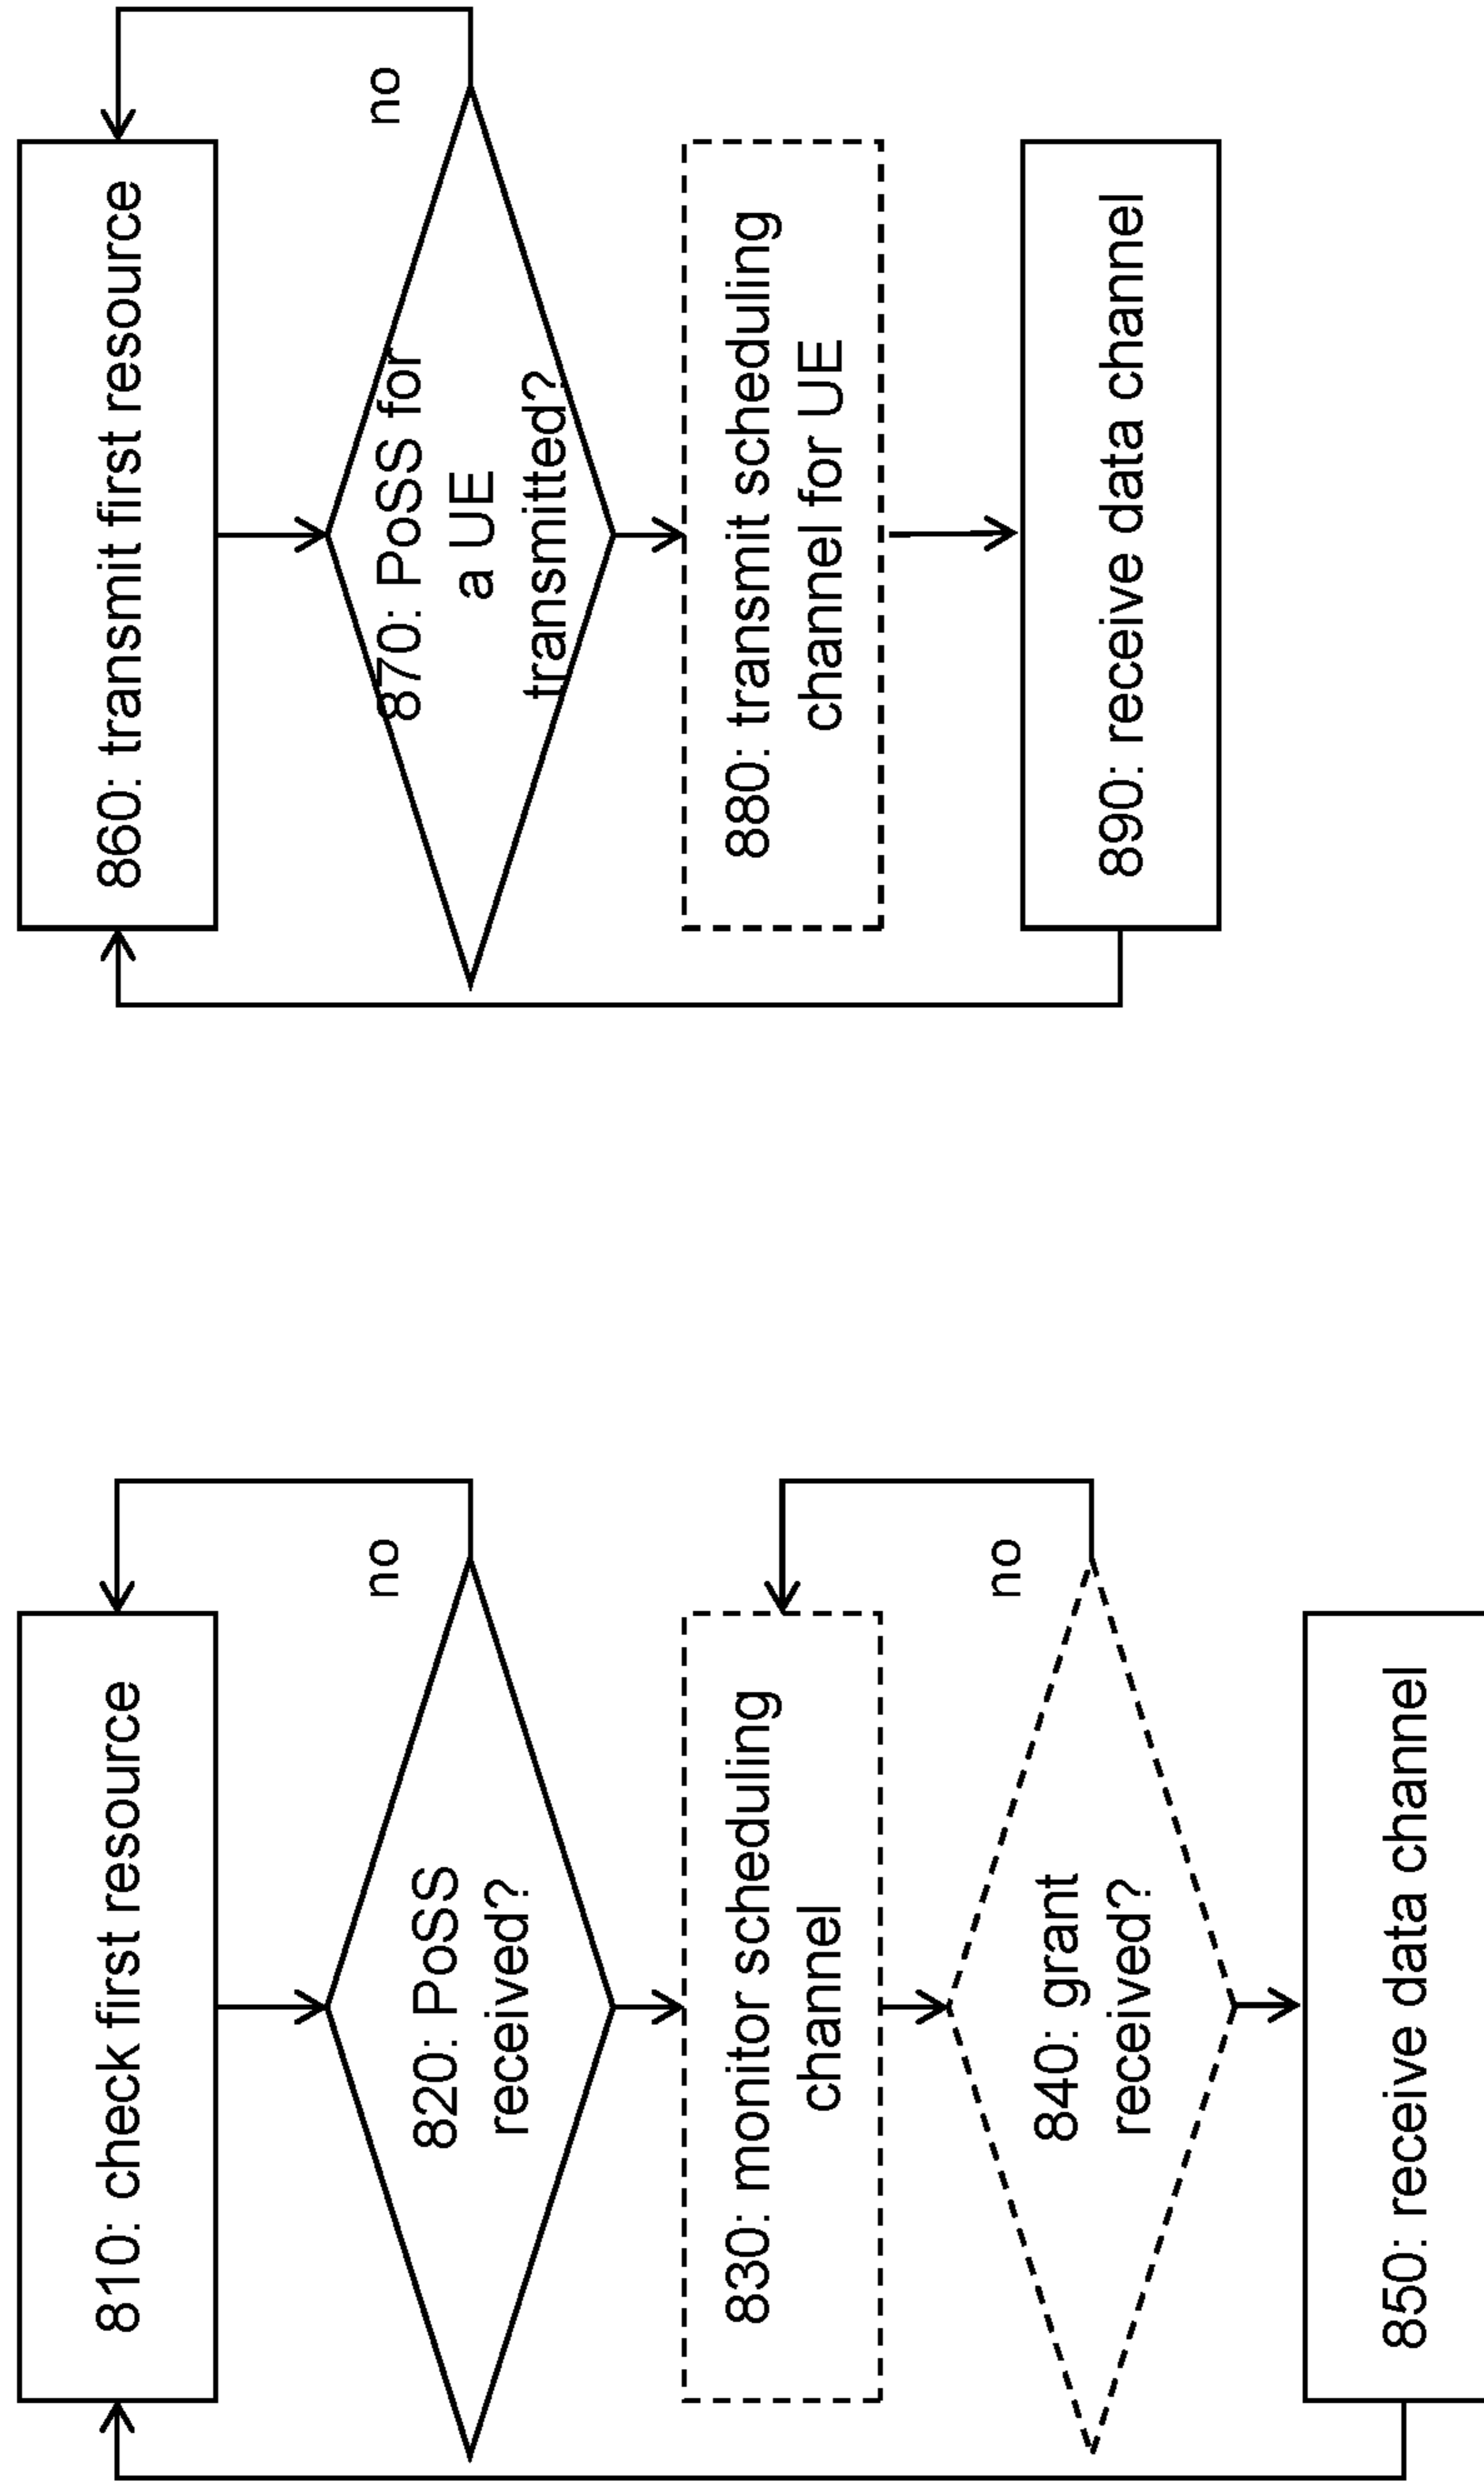 810: check first resource
820: PoSS
received?
no
830: monitor scheduling
channel
840: grant
received?
no
850: receive data channel
860: transmit first resource
870: PoSS for
a UE
transmitted?
no
880: transmit scheduling
channel for UE
890: receive data channel